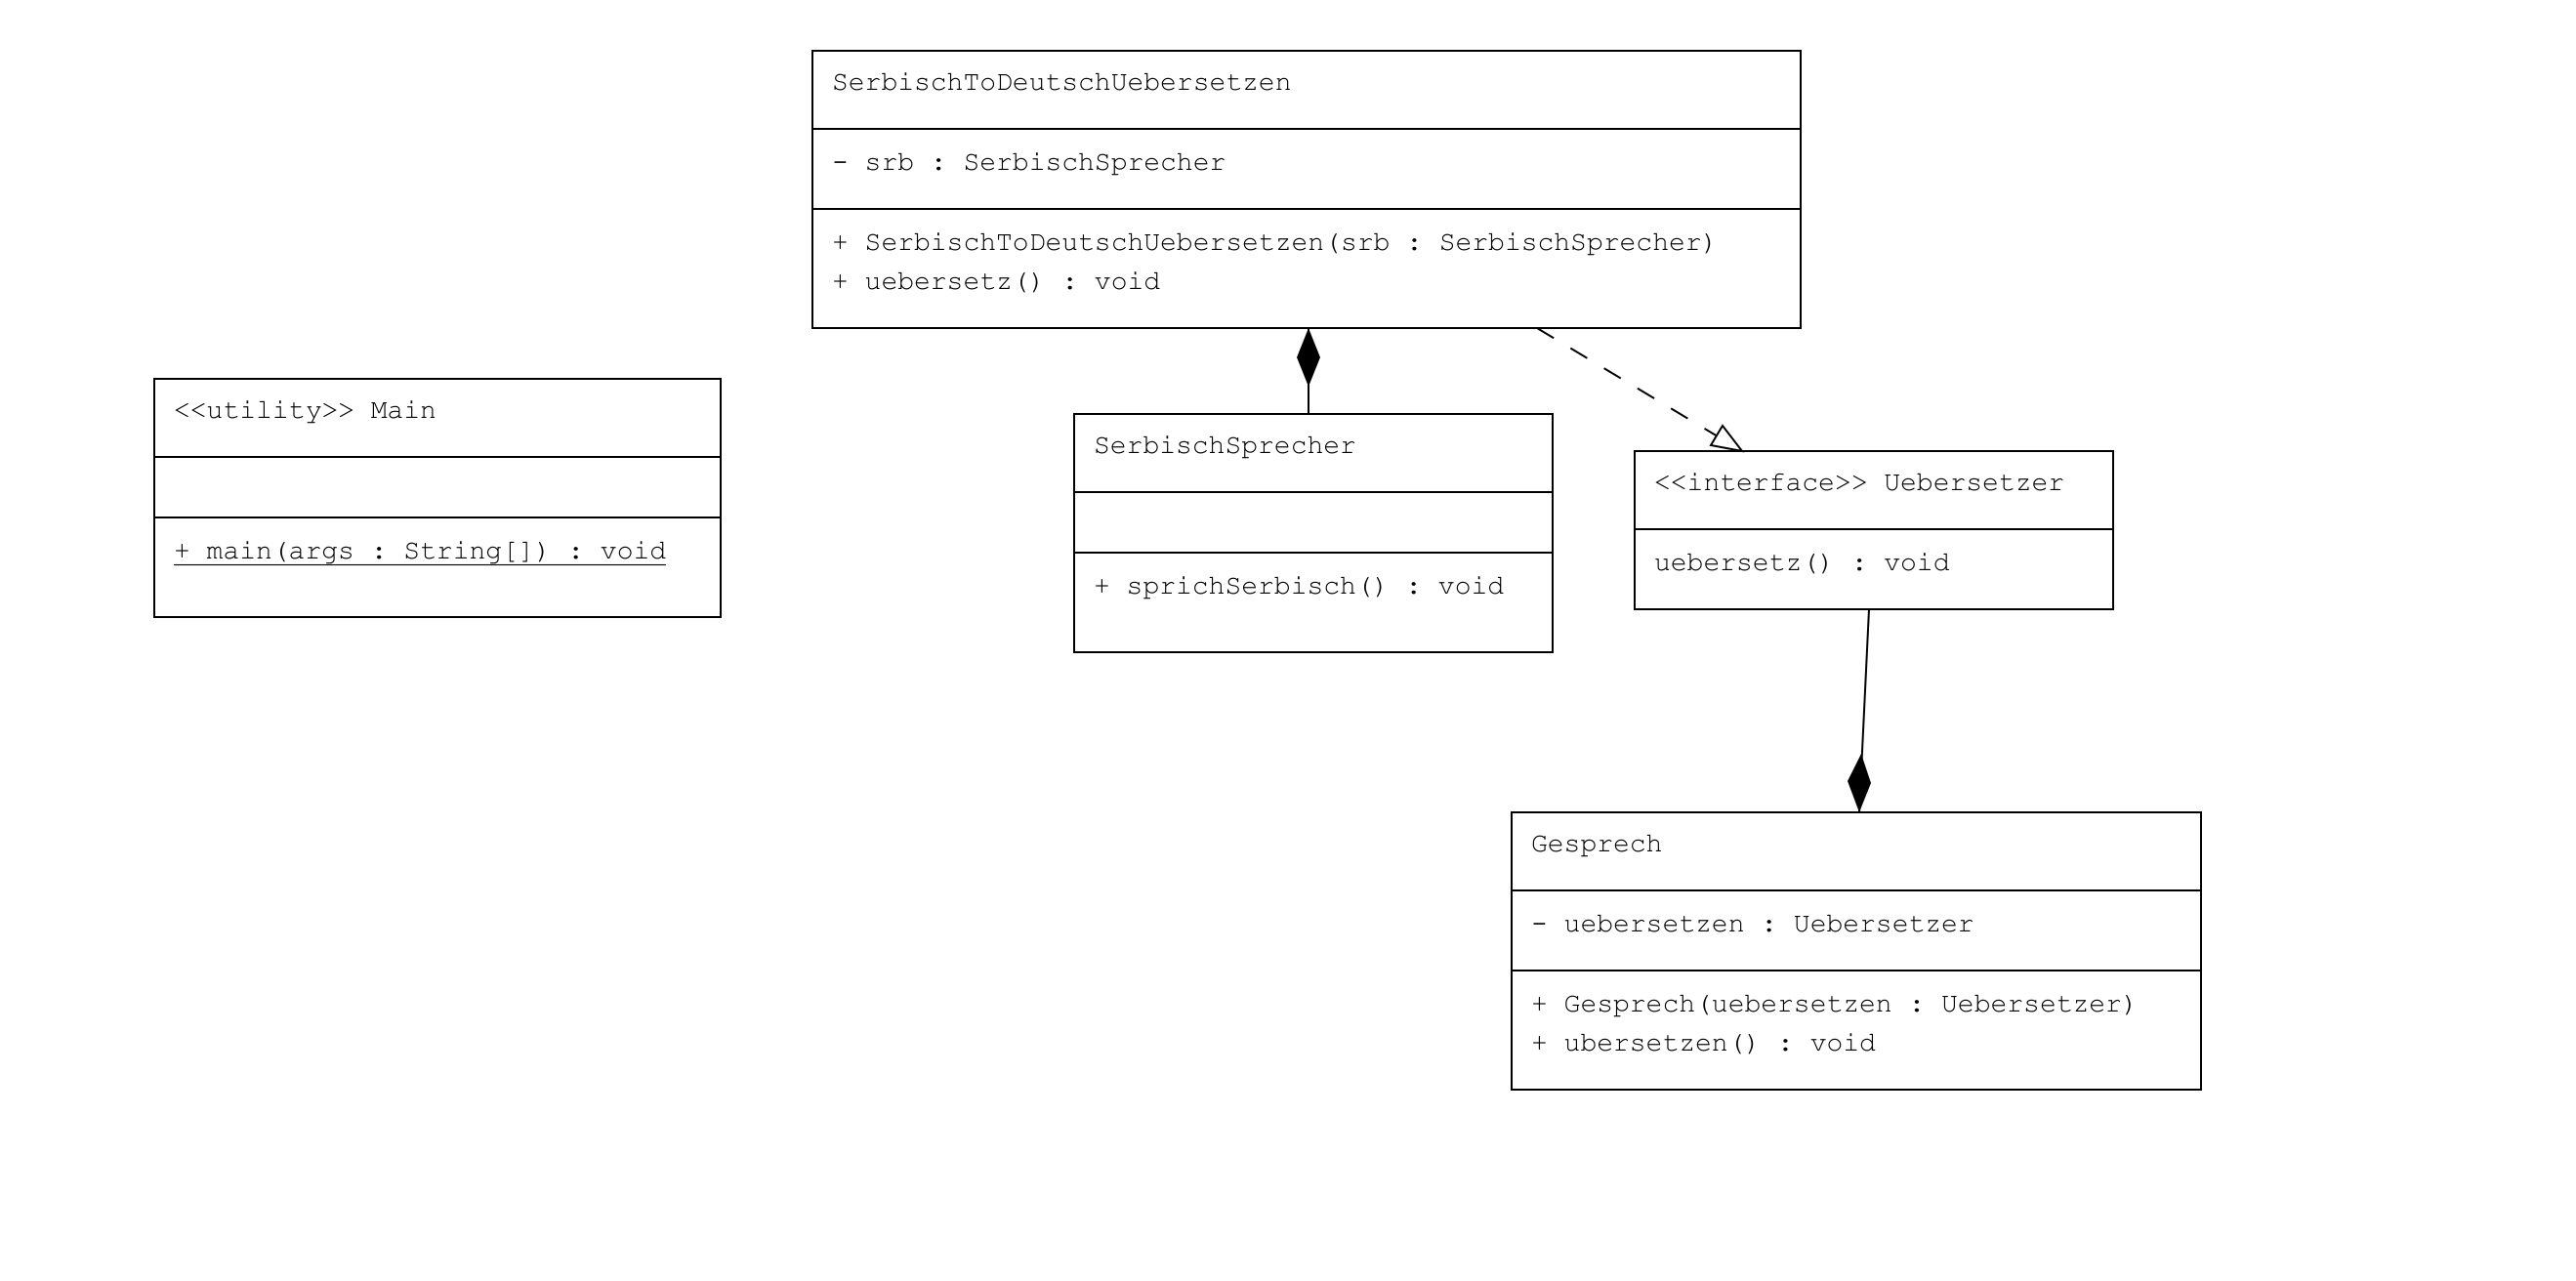 SerbischToDeutschUebersetzen
- srb : SerbischSprecher
+ SerbischToDeutschUebersetzen(srb : SerbischSprecher)
+ uebersetz() : void
<<utility>> Main
+ main(args : String[]) : void
SerbischSprecher
+ sprichSerbisch() : void
<<interface>> Uebersetzer
uebersetz() : void
Gesprech
- uebersetzen : Uebersetzer
+ Gesprech(uebersetzen : Uebersetzer)
+ ubersetzen() : void